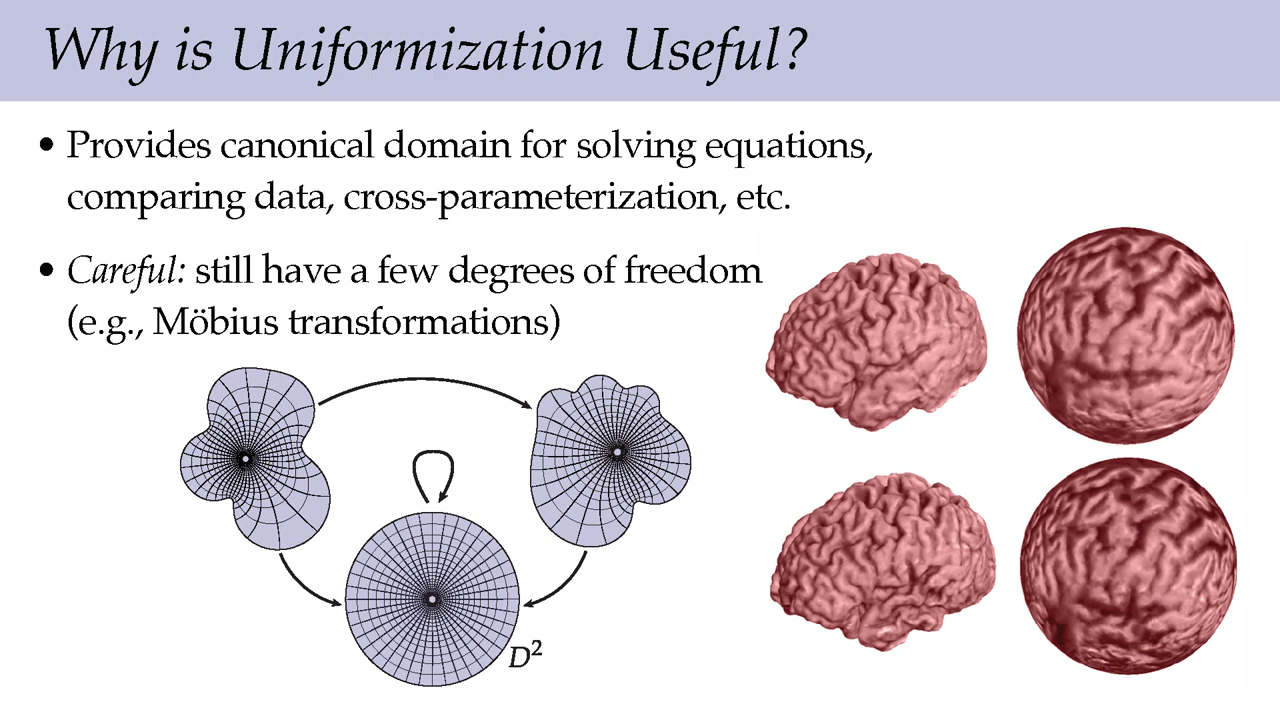 Why is Uniformization Useful?
• Provides canonical domain for solving equations,
comparing data, cross-parameterization, etc.
• Careful: still have a few degrees of freedom
(e.g., Möbius transformations)
D²